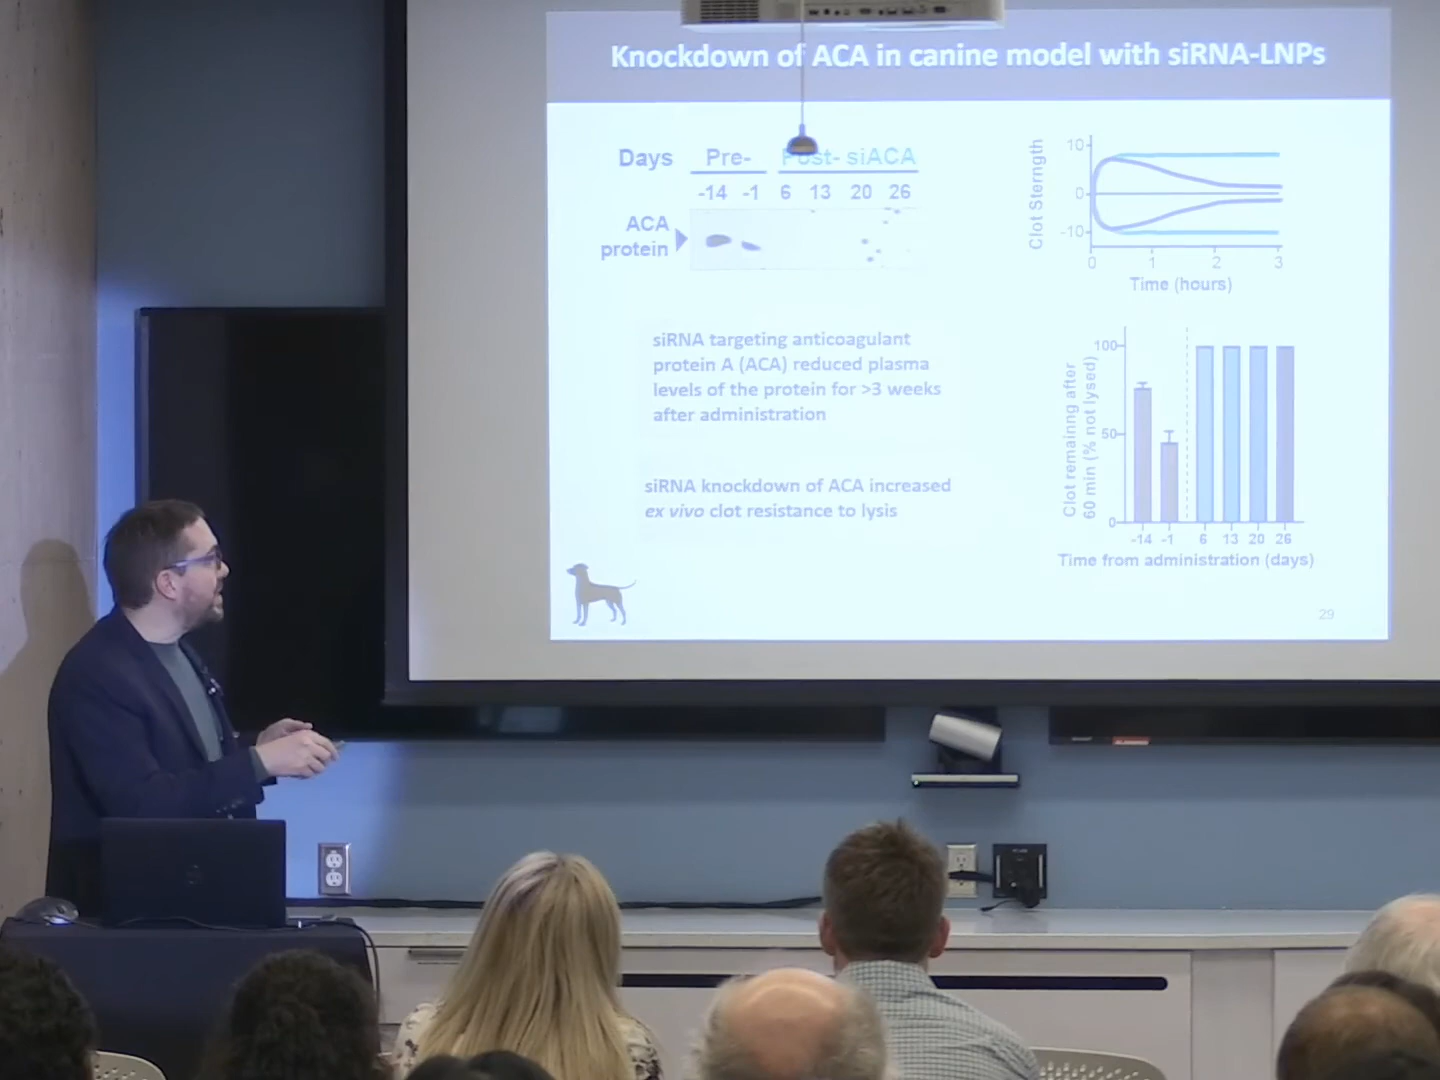 Knockdown of ACA in canine model with siRNA-LNPs
Days Pre- Post- siACA
-14 -1 6 13 20 26
ACA
protein
siRNA targeting anticoagulant
protein A (ACA) reduced plasma
levels of the protein for >3 weeks
after administration
siRNA knockdown of ACA increased
ex vivo clot resistance to lysis
Clot Sterngth
10
0
-10
0 1 2 3
Time (hours)
Clot remainng after
60 min (% not lysed)
100
50
0
-14 -1 6 13 20 26
Time from administration (days)
29